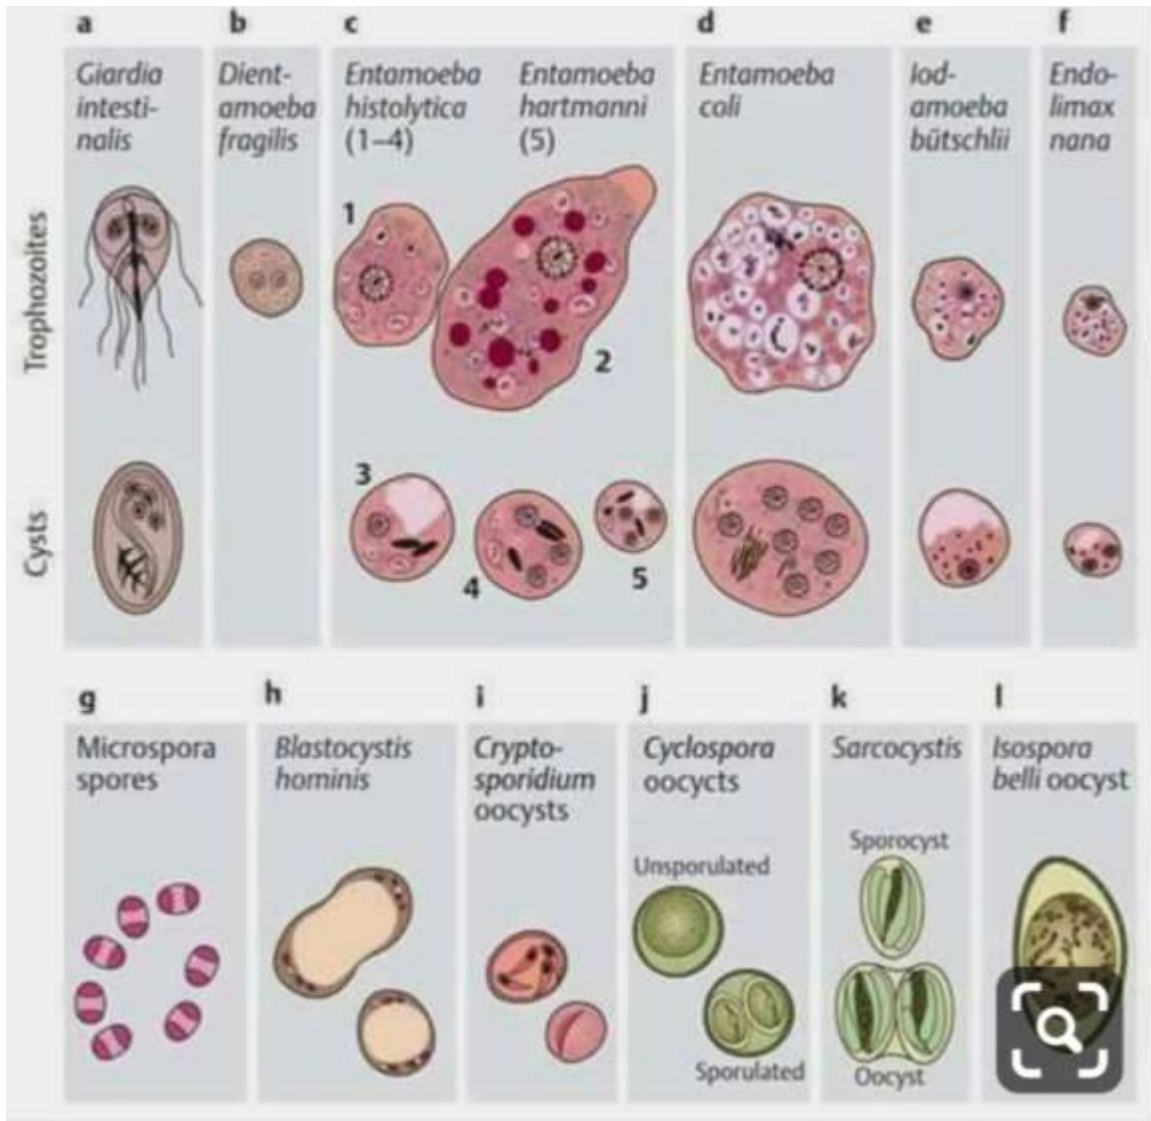 a
b
c
d
e
f
Giardia
intesti-
nalis
Dient-
amoeba
fragilis
Entamoeba
histolytica
(1–4)
Entamoeba
hartmanni
(5)
Entamoeba
coli
Iod-
amoeba
bütschlii
Endo-
limax
nana
Trophozoites
1
2
Cysts
3
4
5
g
h
i
j
k
l
Microspora
spores
Blastocystis
hominis
Crypto-
sporidium
oocysts
Cyclospora
oocycts
Sarcocystis
Isospora
belli oocyst
Unsporulated
Sporulated
Sporocyst
Oocyst